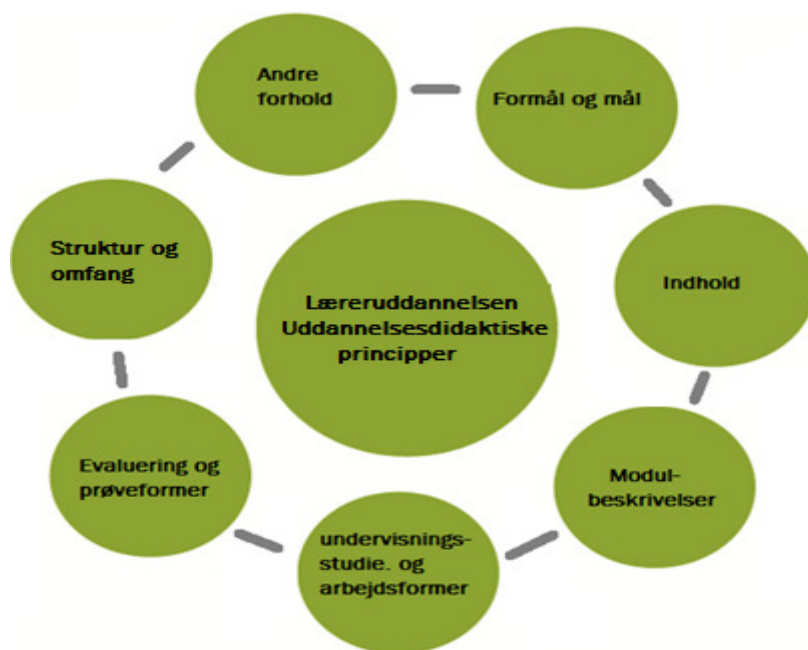 Andre
forhold
Formål og mål
Struktur og
omfang
Indhold
Læreruddannelsen
Uddannelsesdidaktiske
principper
Evaluering og
prøveformer
Modul-
beskrivelser
undervisnings-
studie. og
arbejdsformer